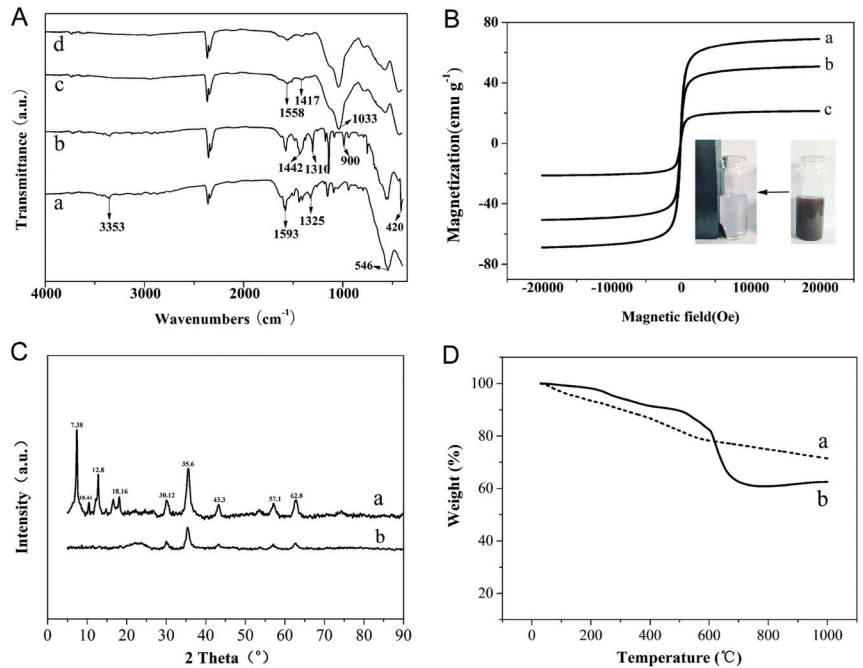 A
Transmittance (a.u.)
d
c
b
a
1558
1417
1033
1442
1310
900
3353
1593
1325
420
546
4000
3000
2000
1000
Wavenumbers (cm-1)
B
Magnetization(emu g-1)
80
40
0
-40
-80
a
b
c
-20000
-10000
0
10000
20000
Magnetic field(Oe)
C
Intensity (a.u.)
7.38
10.44
12.8
18.16
30.12
35.6
43.3
57.1
62.8
a
b
0
5
10
15
20
25
30
35
40
45
50
55
60
65
70
75
80
85
90
2 Theta (°)
D
Weight (%)
100
80
60
40
20
a
b
0
200
400
600
800
1000
Temperature (℃)